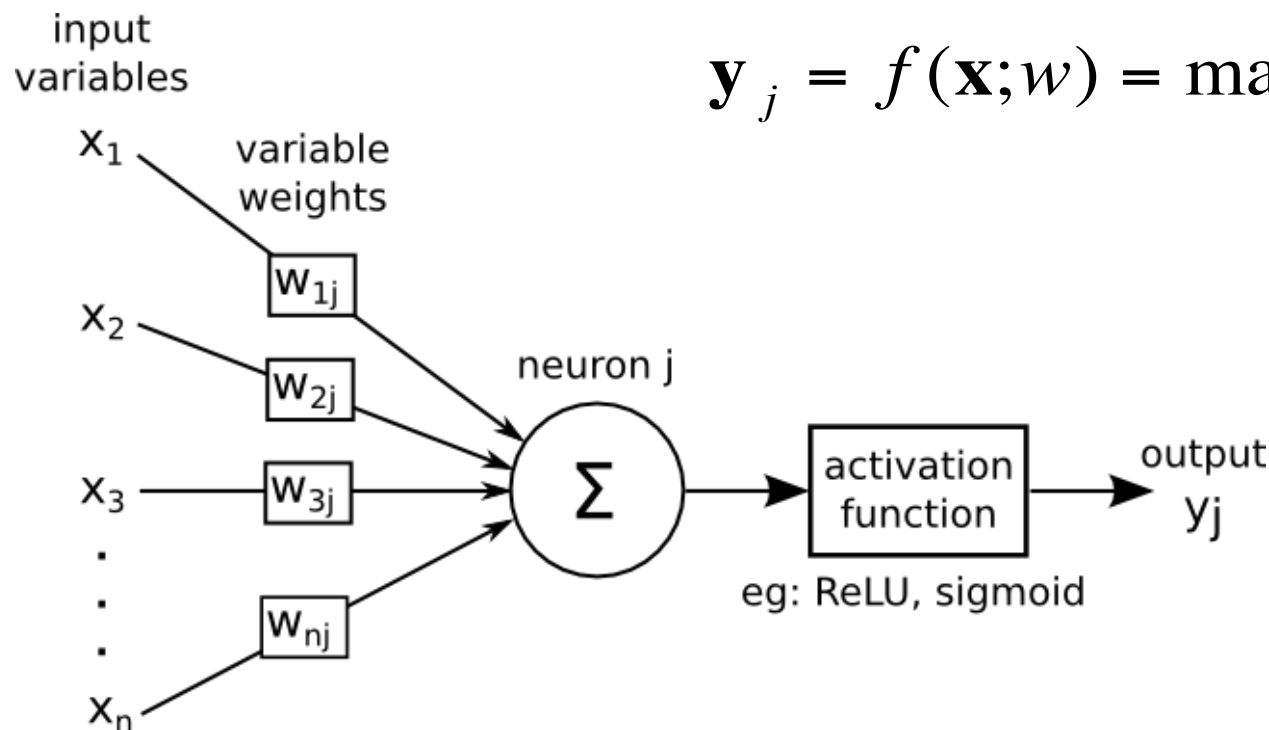 input
variables
y j = f(x;w) = ma
x1
variable
weights
w1j
x2
w2j
neuron j
x3
w3j
Σ
activation
function
output
yj
eg: ReLU, sigmoid
.
.
.
wnj
xn